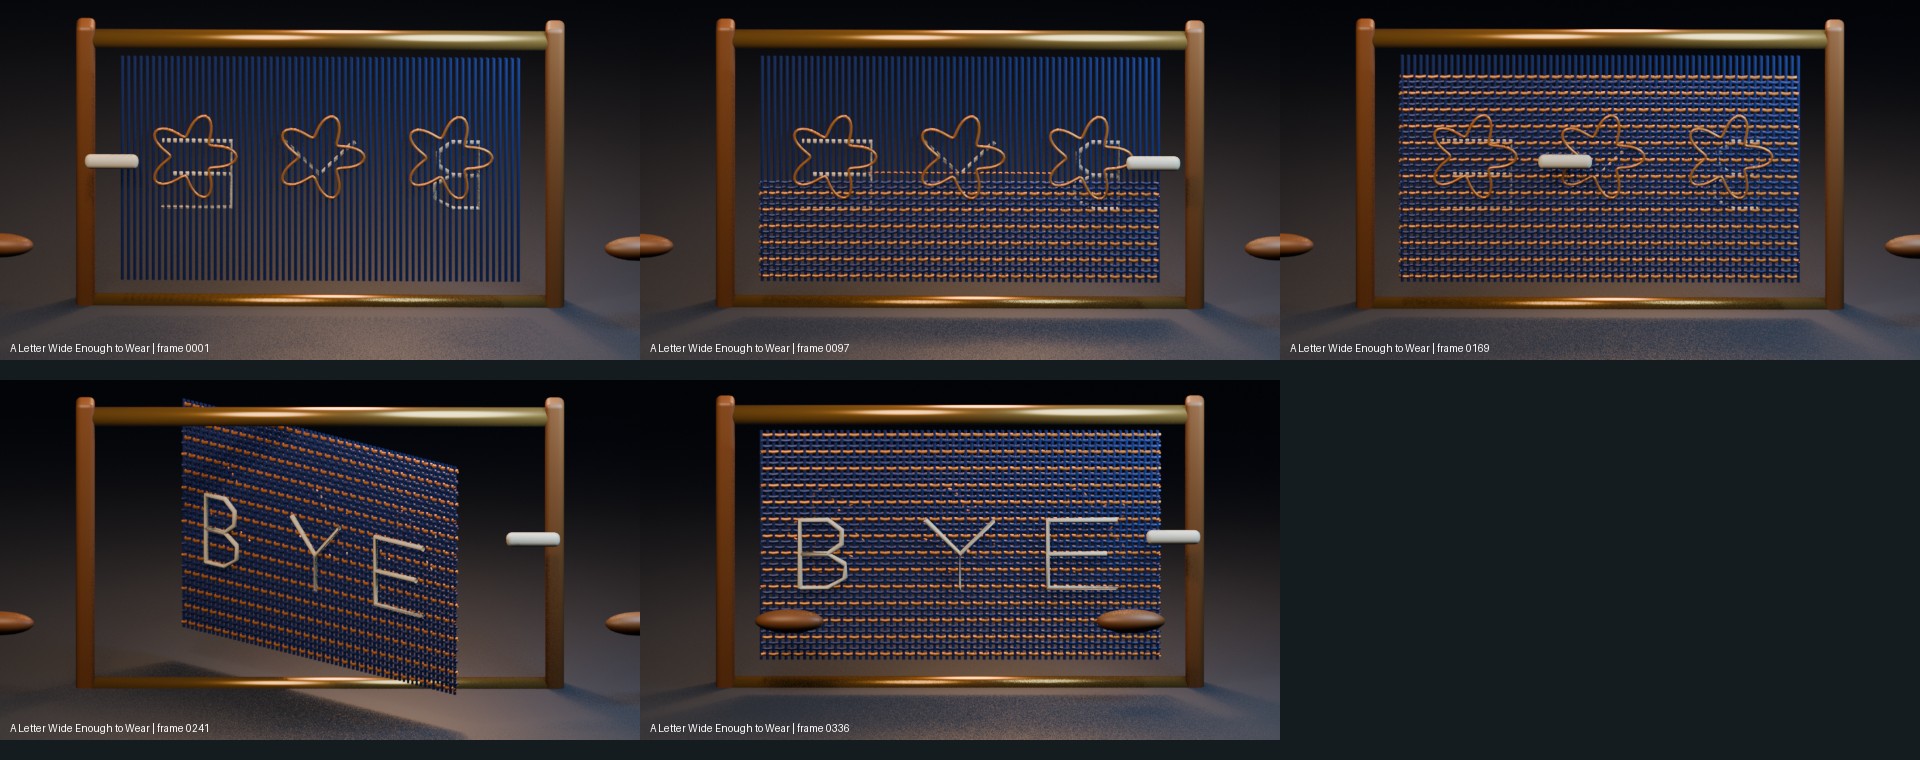 A Letter Wide Enough to Wear | frame 0001
A Letter Wide Enough to Wear | frame 0097
A Letter Wide Enough to Wear | frame 0169
BYE
A Letter Wide Enough to Wear | frame 0241
BYE
A Letter Wide Enough to Wear | frame 0336